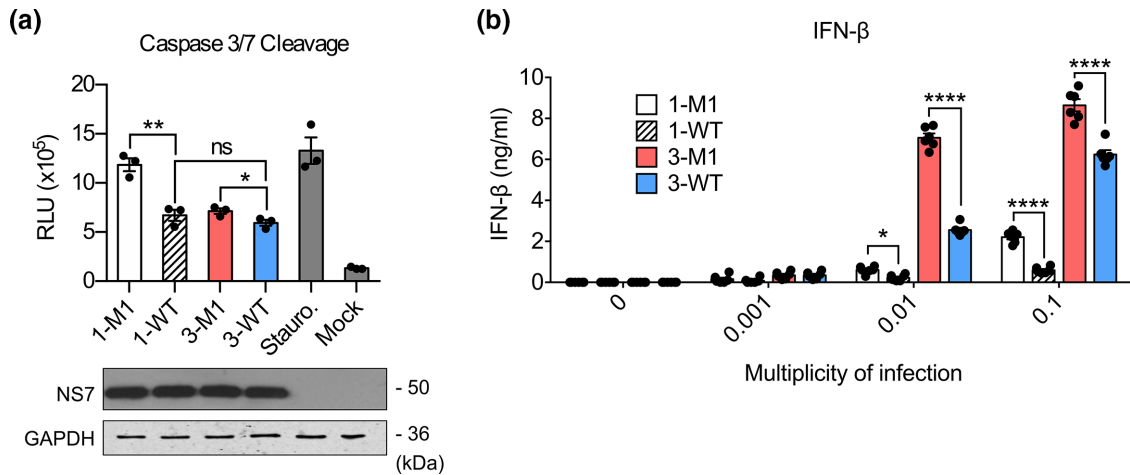 (a)
Caspase 3/7 Cleavage
RLU (x10⁵)
20
15
10
5
0
**
ns
*
1-M1
1-WT
3-M1
3-WT
Stauro.
Mock
NS7
- 50
GAPDH
- 36
(kDa)
(b)
IFN-β
IFN-β (ng/ml)
10
8
6
4
2
0
1-M1
1-WT
3-M1
3-WT
*
****
****
****
0
0.001
0.01
0.1
Multiplicity of infection